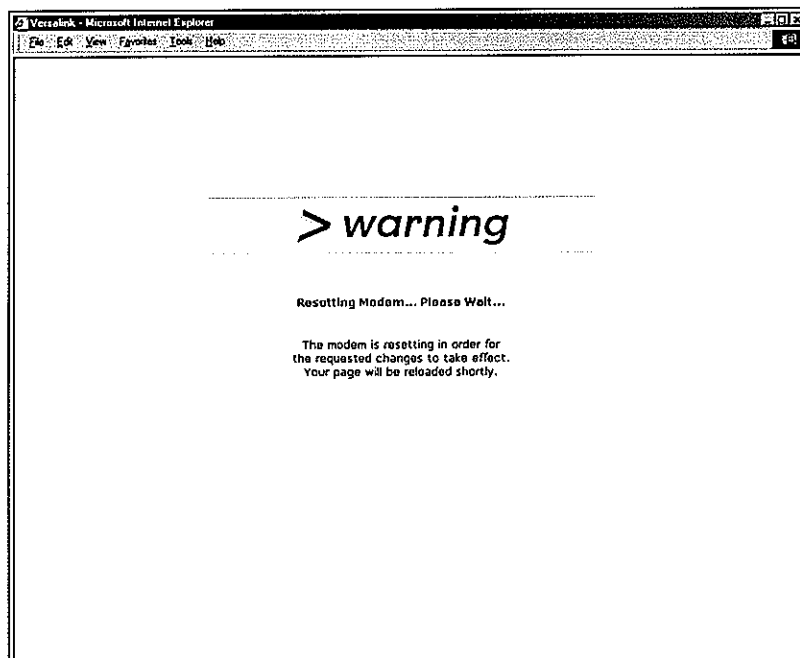 Versalink - Microsoft Internet Explorer
File Edit View Favorites Tools Help
> warning
Resetting Modem... Please Wait...
The modem is resetting in order for
the requested changes to take effect.
Your page will be reloaded shortly.